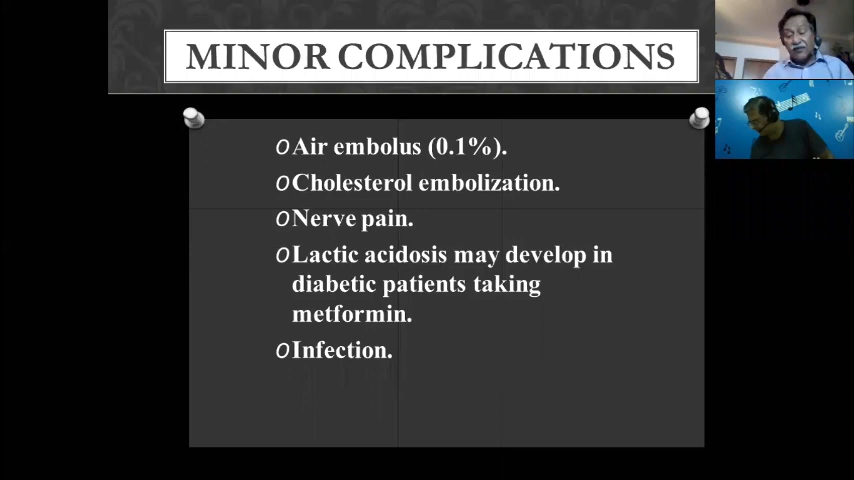 MINOR COMPLICATIONS
O Air embolus (0.1%).
O Cholesterol embolization.
O Nerve pain.
O Lactic acidosis may develop in
diabetic patients taking
metformin.
O Infection.